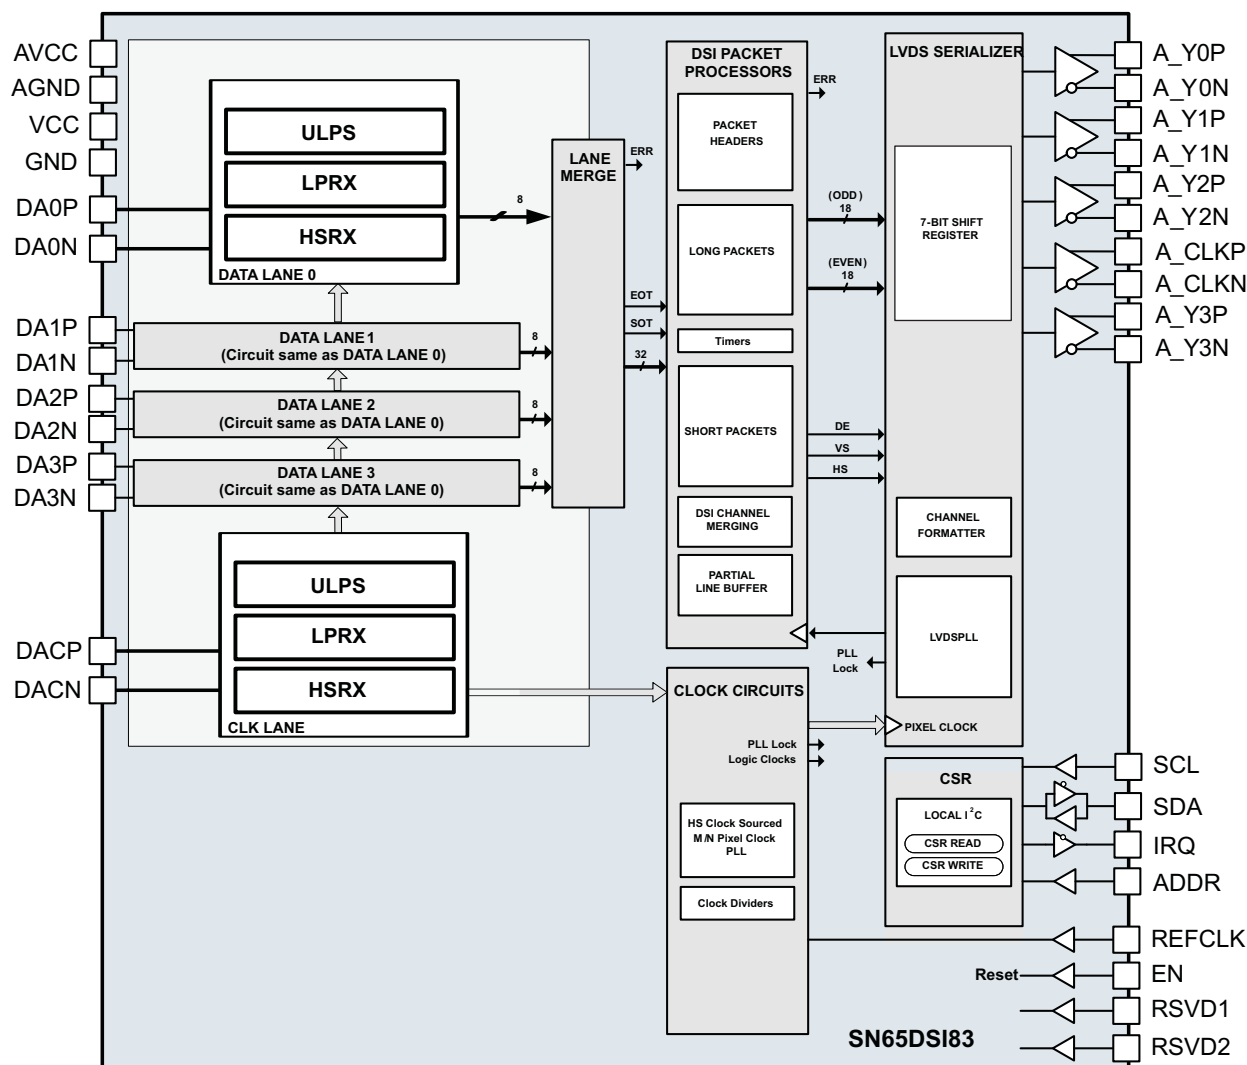 AVCC
AGND
VCC
GND
DA0P
DA0N
DA1P
DA1N
DA2P
DA2N
DA3P
DA3N
DACP
DACN
ULPS
LPRX
HSRX
DATA LANE 0
8
DATA LANE 1
(Circuit same as DATA LANE 0)
8
DATA LANE 2
(Circuit same as DATA LANE 0)
8
DATA LANE 3
(Circuit same as DATA LANE 0)
8
ULPS
LPRX
HSRX
CLK LANE
LANE
MERGE
ERR
EOT
SOT
32
DSI PACKET
PROCESSORS
PACKET
HEADERS
LONG PACKETS
Timers
SHORT PACKETS
DSI CHANNEL
MERGING
PARTIAL
LINE BUFFER
ERR
(ODD)
18
(EVEN)
18
DE
VS
HS
PLL
Lock
CLOCK CIRCUITS
PLL Lock
Logic Clocks
HS Clock Sourced
M/N Pixel Clock
PLL
Clock Dividers
LVDS SERIALIZER
7-BIT SHIFT
REGISTER
CHANNEL
FORMATTER
LVDSPLL
PIXEL CLOCK
CSR
LOCAL I²C
CSR READ
CSR WRITE
Reset
SN65DSI83
A_Y0P
A_Y0N
A_Y1P
A_Y1N
A_Y2P
A_Y2N
A_CLKP
A_CLKN
A_Y3P
A_Y3N
SCL
SDA
IRQ
ADDR
REFCLK
EN
RSVD1
RSVD2